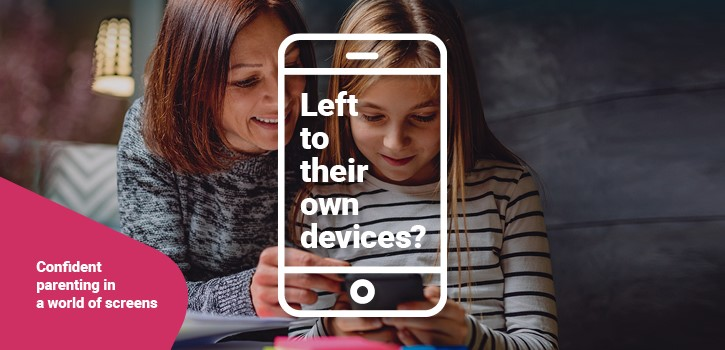 Left
to
their
own
devices?
Confident
parenting in
a world of screens